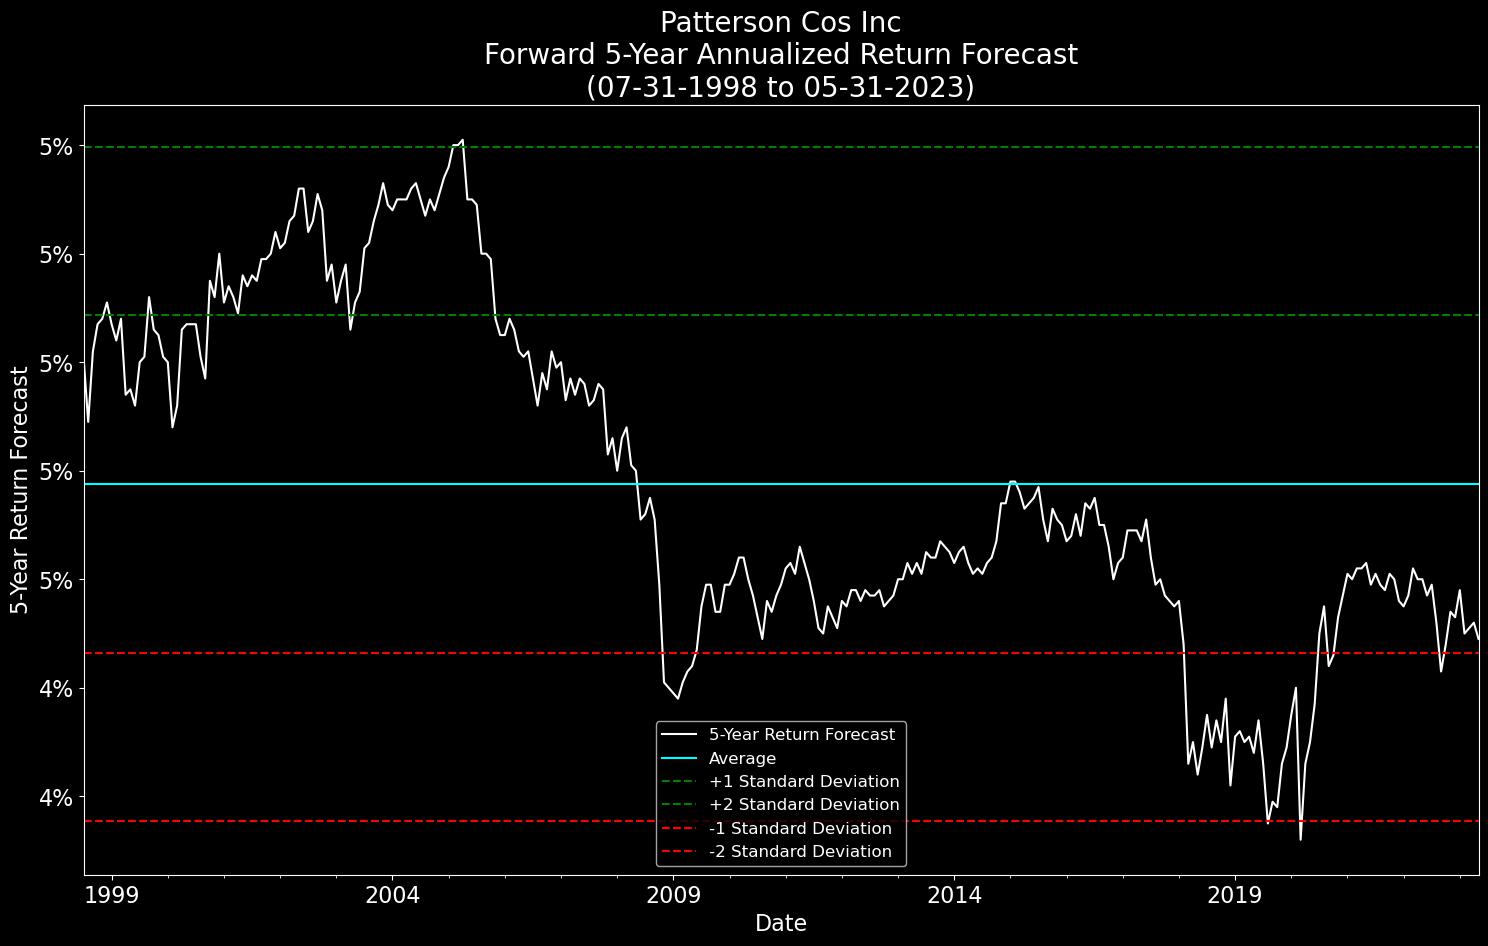 Patterson Cos Inc
Forward 5-Year Annualized Return Forecast
(07-31-1998 to 05-31-2023)
5-Year Return Forecast
5%
5%
5%
5%
5%
4%
4%
1999
2004
2009
2014
2019
Date
5-Year Return Forecast
Average
+1 Standard Deviation
+2 Standard Deviation
-1 Standard Deviation
-2 Standard Deviation